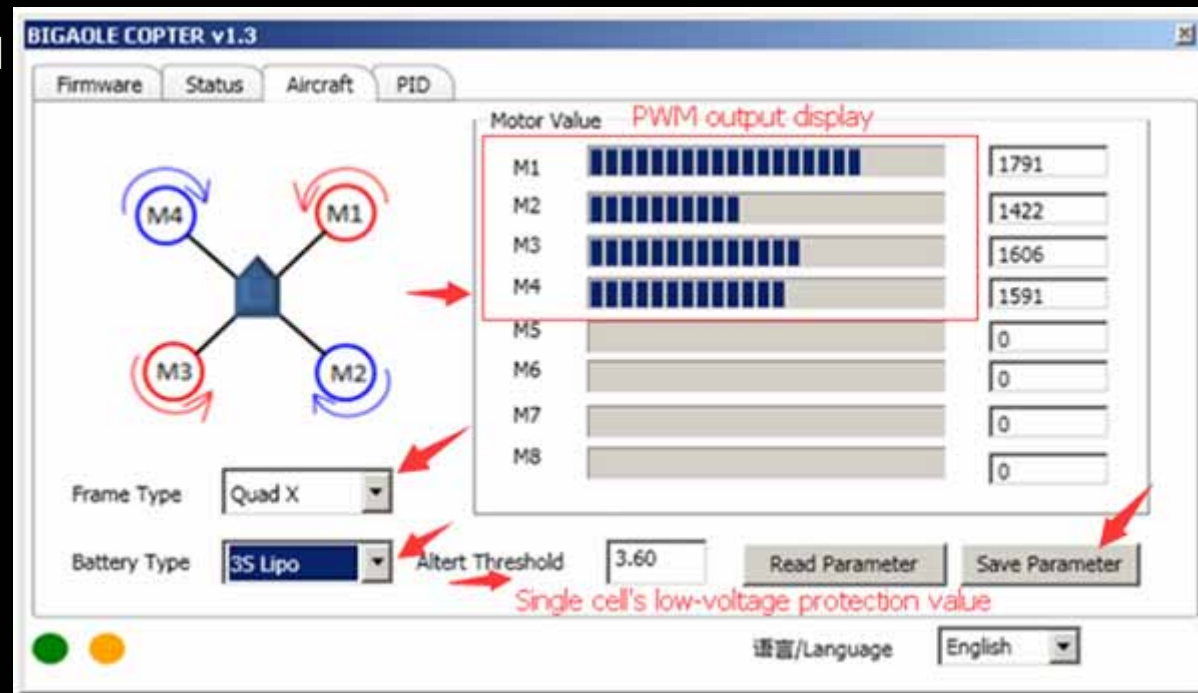 BIGAOLE COPTER v1.3
Firmware Status Aircraft PID
Motor Value PWM output display
M1 1791
M2 1422
M3 1606
M4 1591
M5 0
M6 0
M7 0
M8 0
M4 M1
M3 M2
Frame Type Quad X
Battery Type 3S Lipo Altert Threshold 3.60 Read Parameter Save Parameter
Single cell's low-voltage protection value
语言/Language English